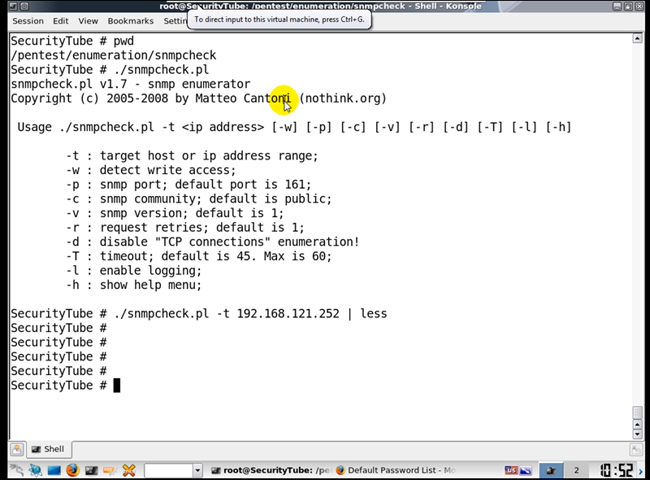 root@SecurityTube: /pentest/enumeration/snmpcheck - Shell - Konsole
To direct input to this virtual machine, press Ctrl+G.
Session Edit View Bookmarks
SecurityTube # pwd
/pentest/enumeration/snmpcheck
SecurityTube # ./snmpcheck.pl
snmpcheck.pl v1.7 - snmp enumerator
Copyright (c) 2005-2008 by Matteo Cantoni (nothink.org)
Usage ./snmpcheck.pl -t <ip address> [-w] [-p] [-c] [-v] [-r] [-d] [-T] [-l] [-h]
-t : target host or ip address range;
-w : detect write access;
-p : snmp port; default port is 161;
-c : snmp community; default is public;
-v : snmp version; default is 1;
-r : request retries; default is 1;
-d : disable "TCP connections" enumeration!
-T : timeout; default is 45. Max is 60;
-l : enable logging;
-h : show help menu;
SecurityTube # ./snmpcheck.pl -t 192.168.121.252 | less
SecurityTube #
SecurityTube #
SecurityTube #
SecurityTube #
SecurityTube #
Shell
root@SecurityTube: /pe Default Password List - Mo 2 10:52